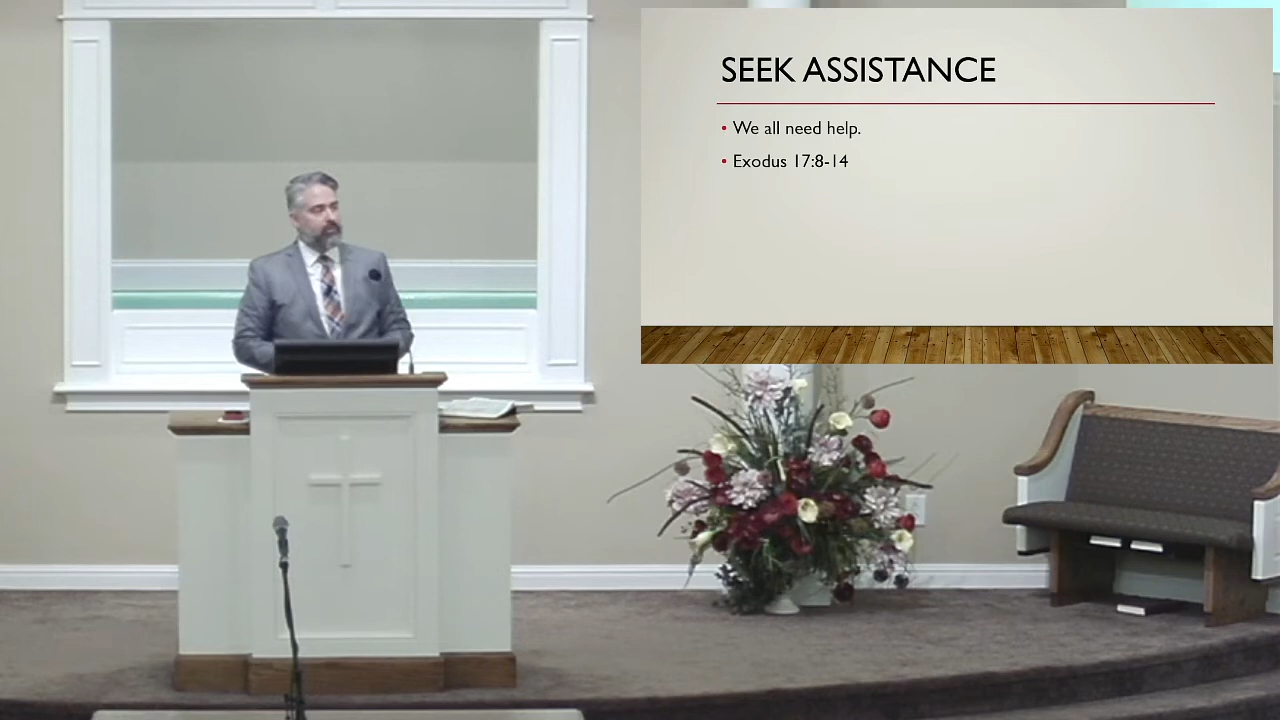 SEEK ASSISTANCE
• We all need help.
• Exodus 17:8-14